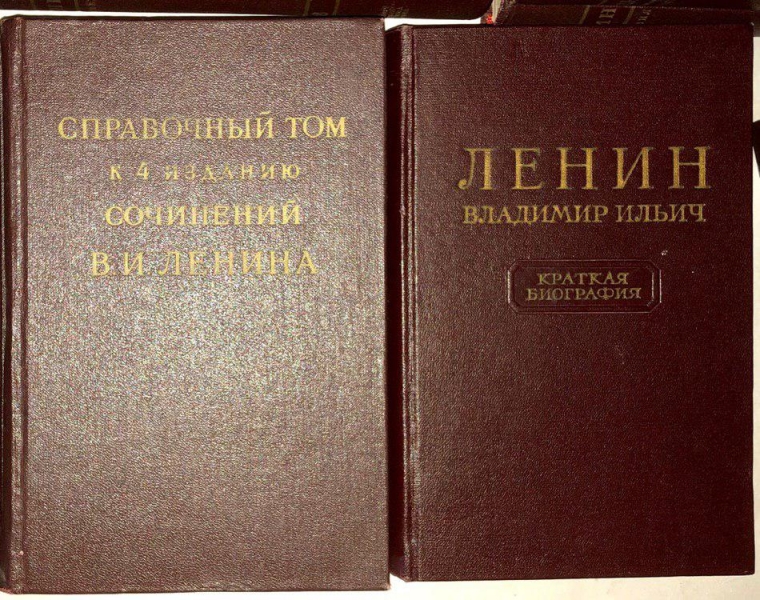 СПРАВОЧНЫЙ ТОМ
К 4 ИЗДАНИЮ
СОЧИНЕНИЙ
В. И. ЛЕНИНА
ЛЕНИН
ВЛАДИМИР ИЛЬИЧ
КРАТКАЯ
БИОГРАФИЯ